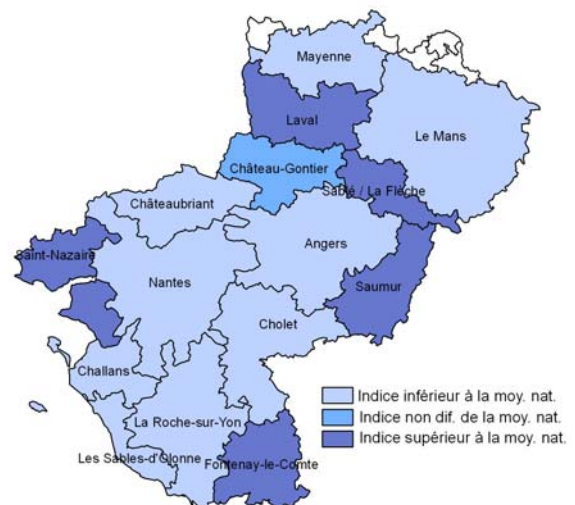 Mayenne
Laval
Le Mans
Château-Gontier
Sablé / La Flèche
Châteaubriant
Angers
Saint-Nazaire
Nantes
Saumur
Cholet
Challans
Indice inférieur à la moy. nat.
Indice non dif. de la moy. nat.
La Roche-sur-Yon
Indice supérieur à la moy. nat.
Les Sables-d'Olonne
Fontenay-le-Comte